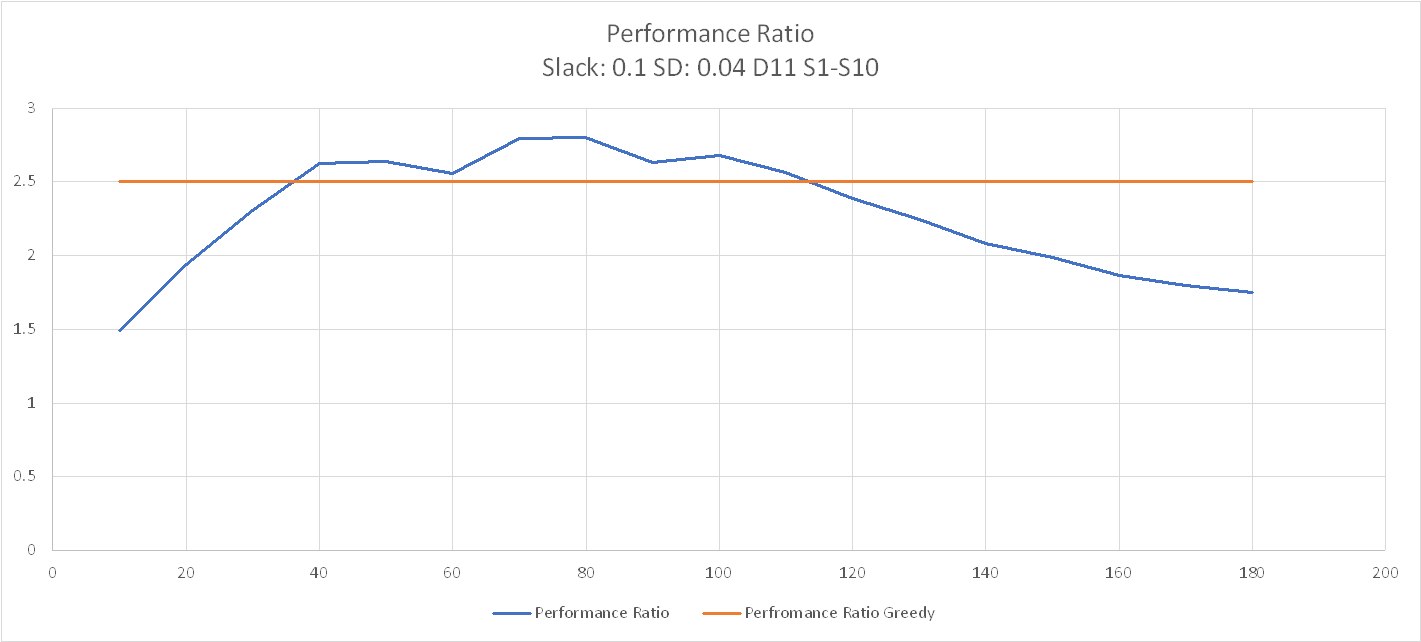 Performance Ratio
Slack: 0.1 SD: 0.04 D11 S1-S10
3
2.5
2
1.5
1
0.5
0
0 20 40 60 80 100 120 140 160 180 200
Performance Ratio Perfromance Ratio Greedy